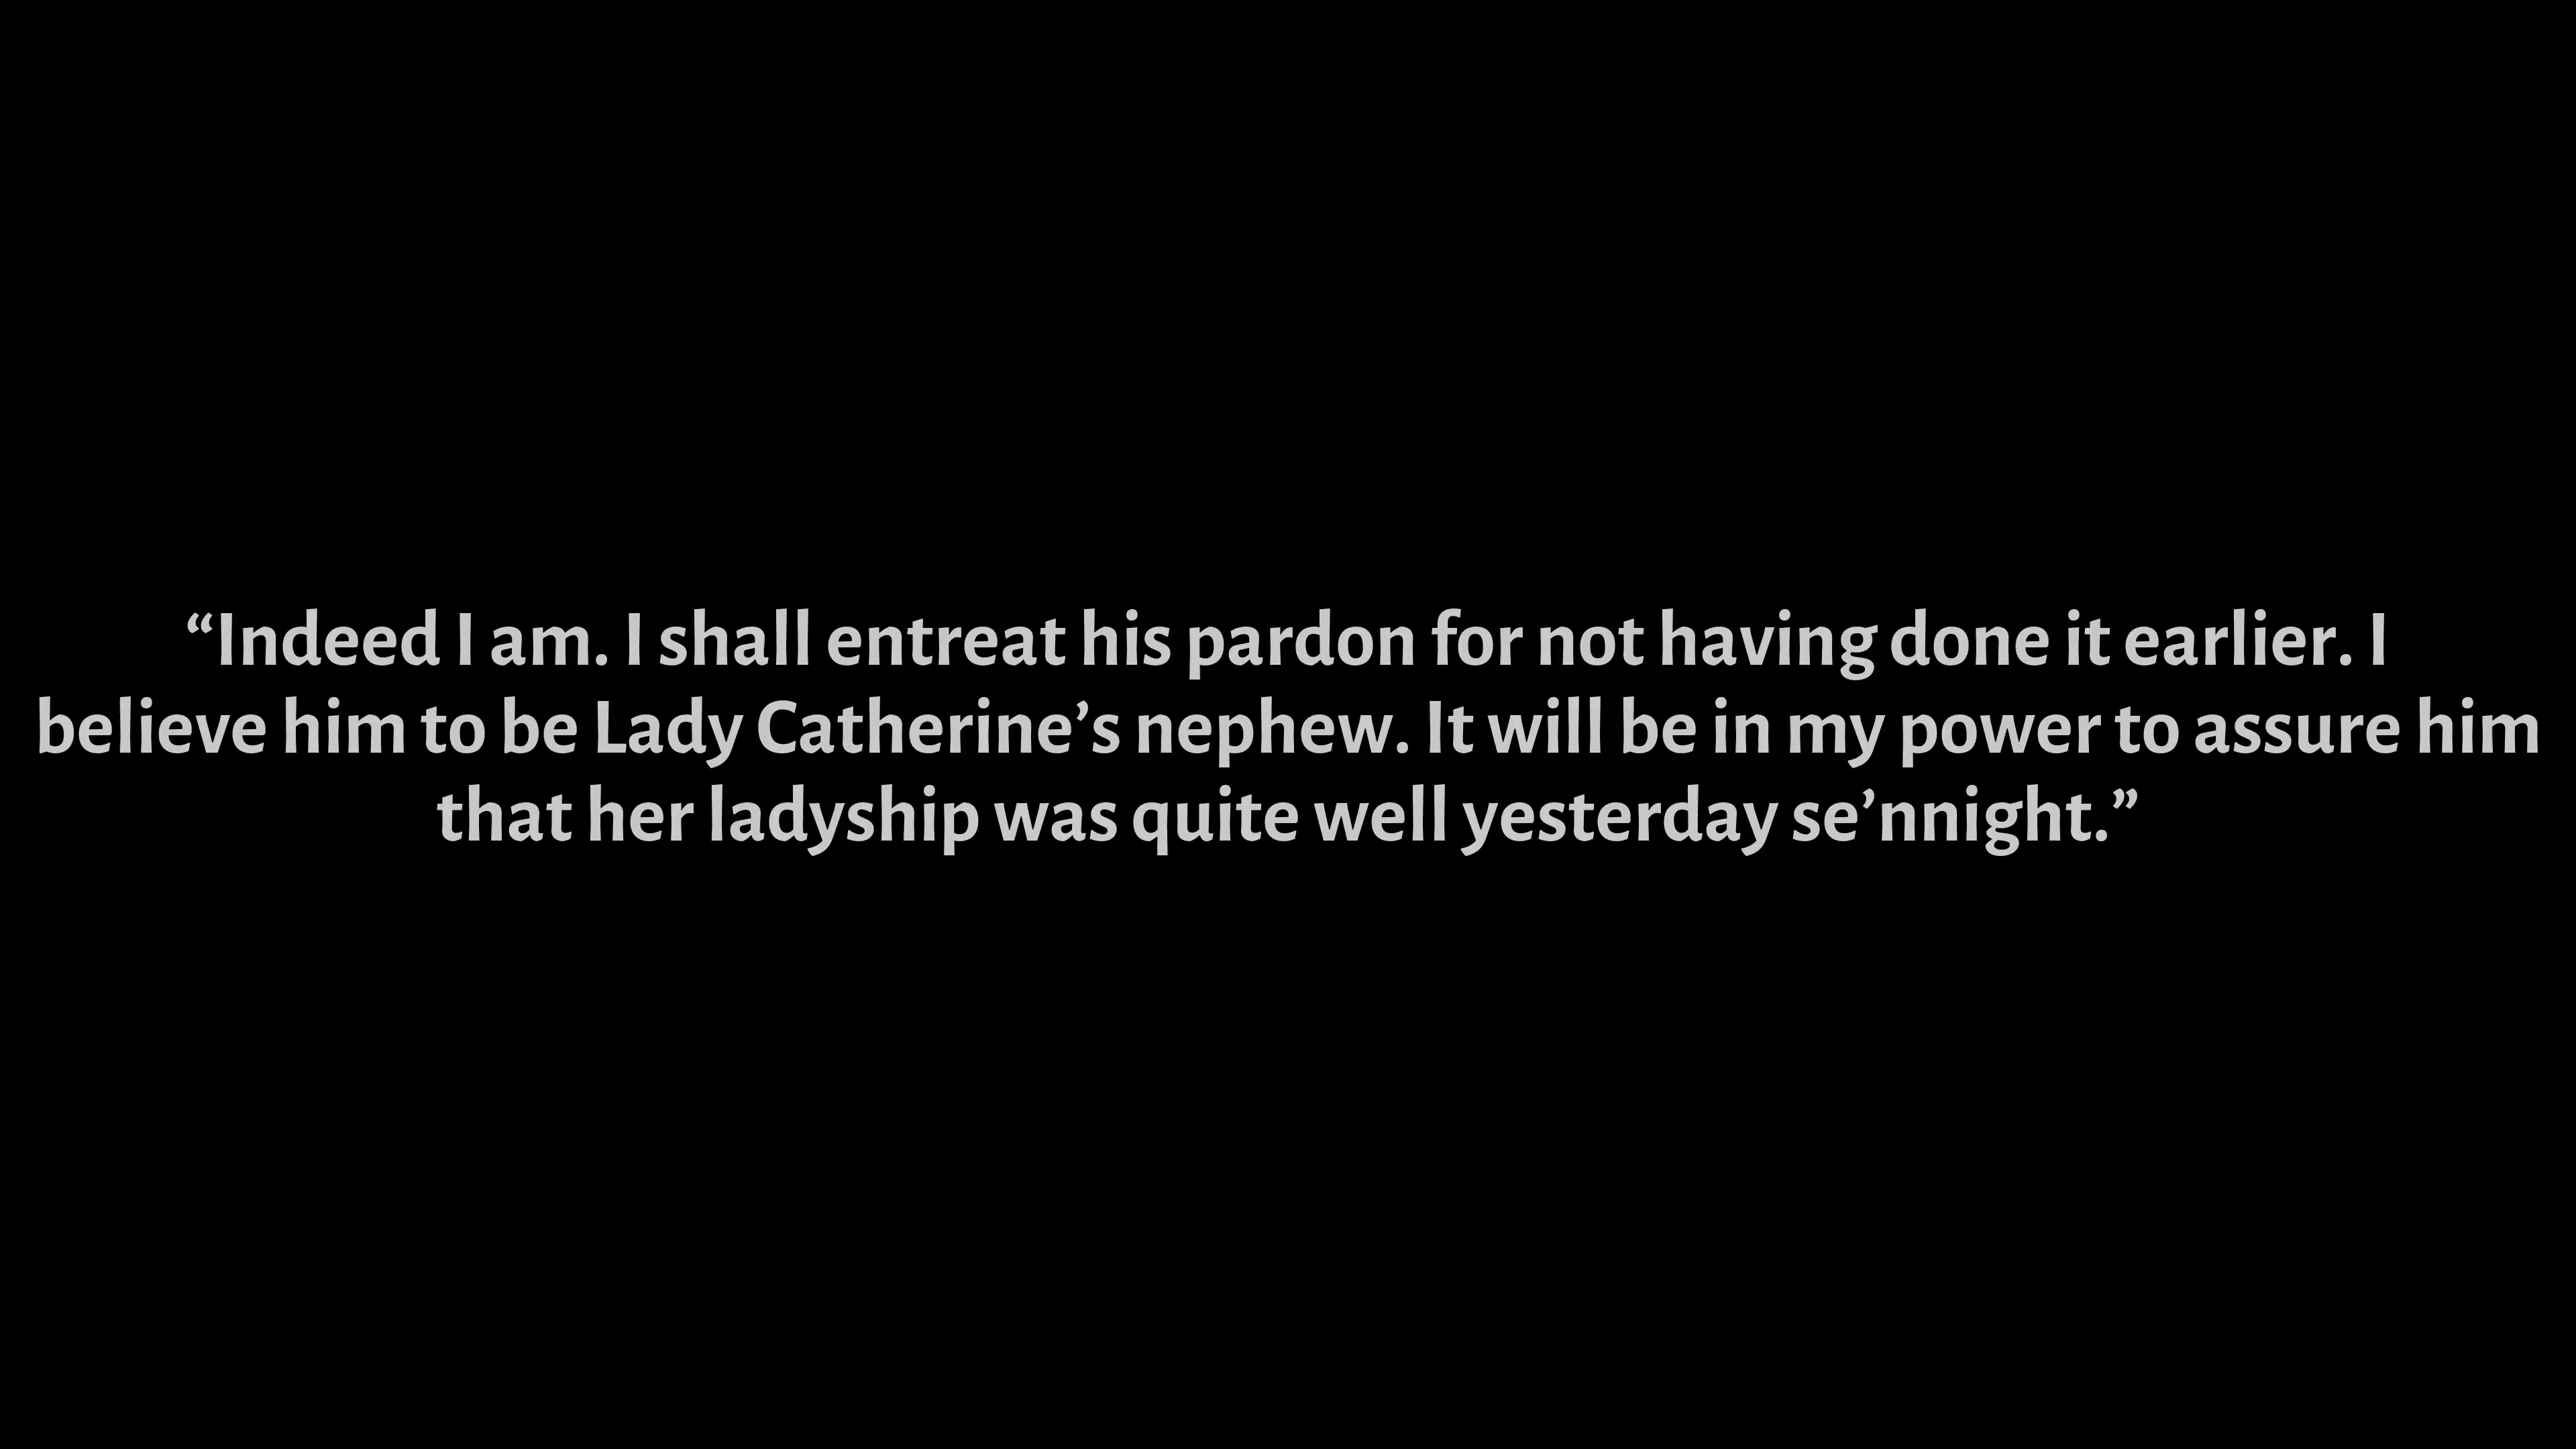 “Indeed I am. I shall entreat his pardon for not having done it earlier. I
believe him to be Lady Catherine’s nephew. It will be in my power to assure him
that her ladyship was quite well yesterday se’nnight.”